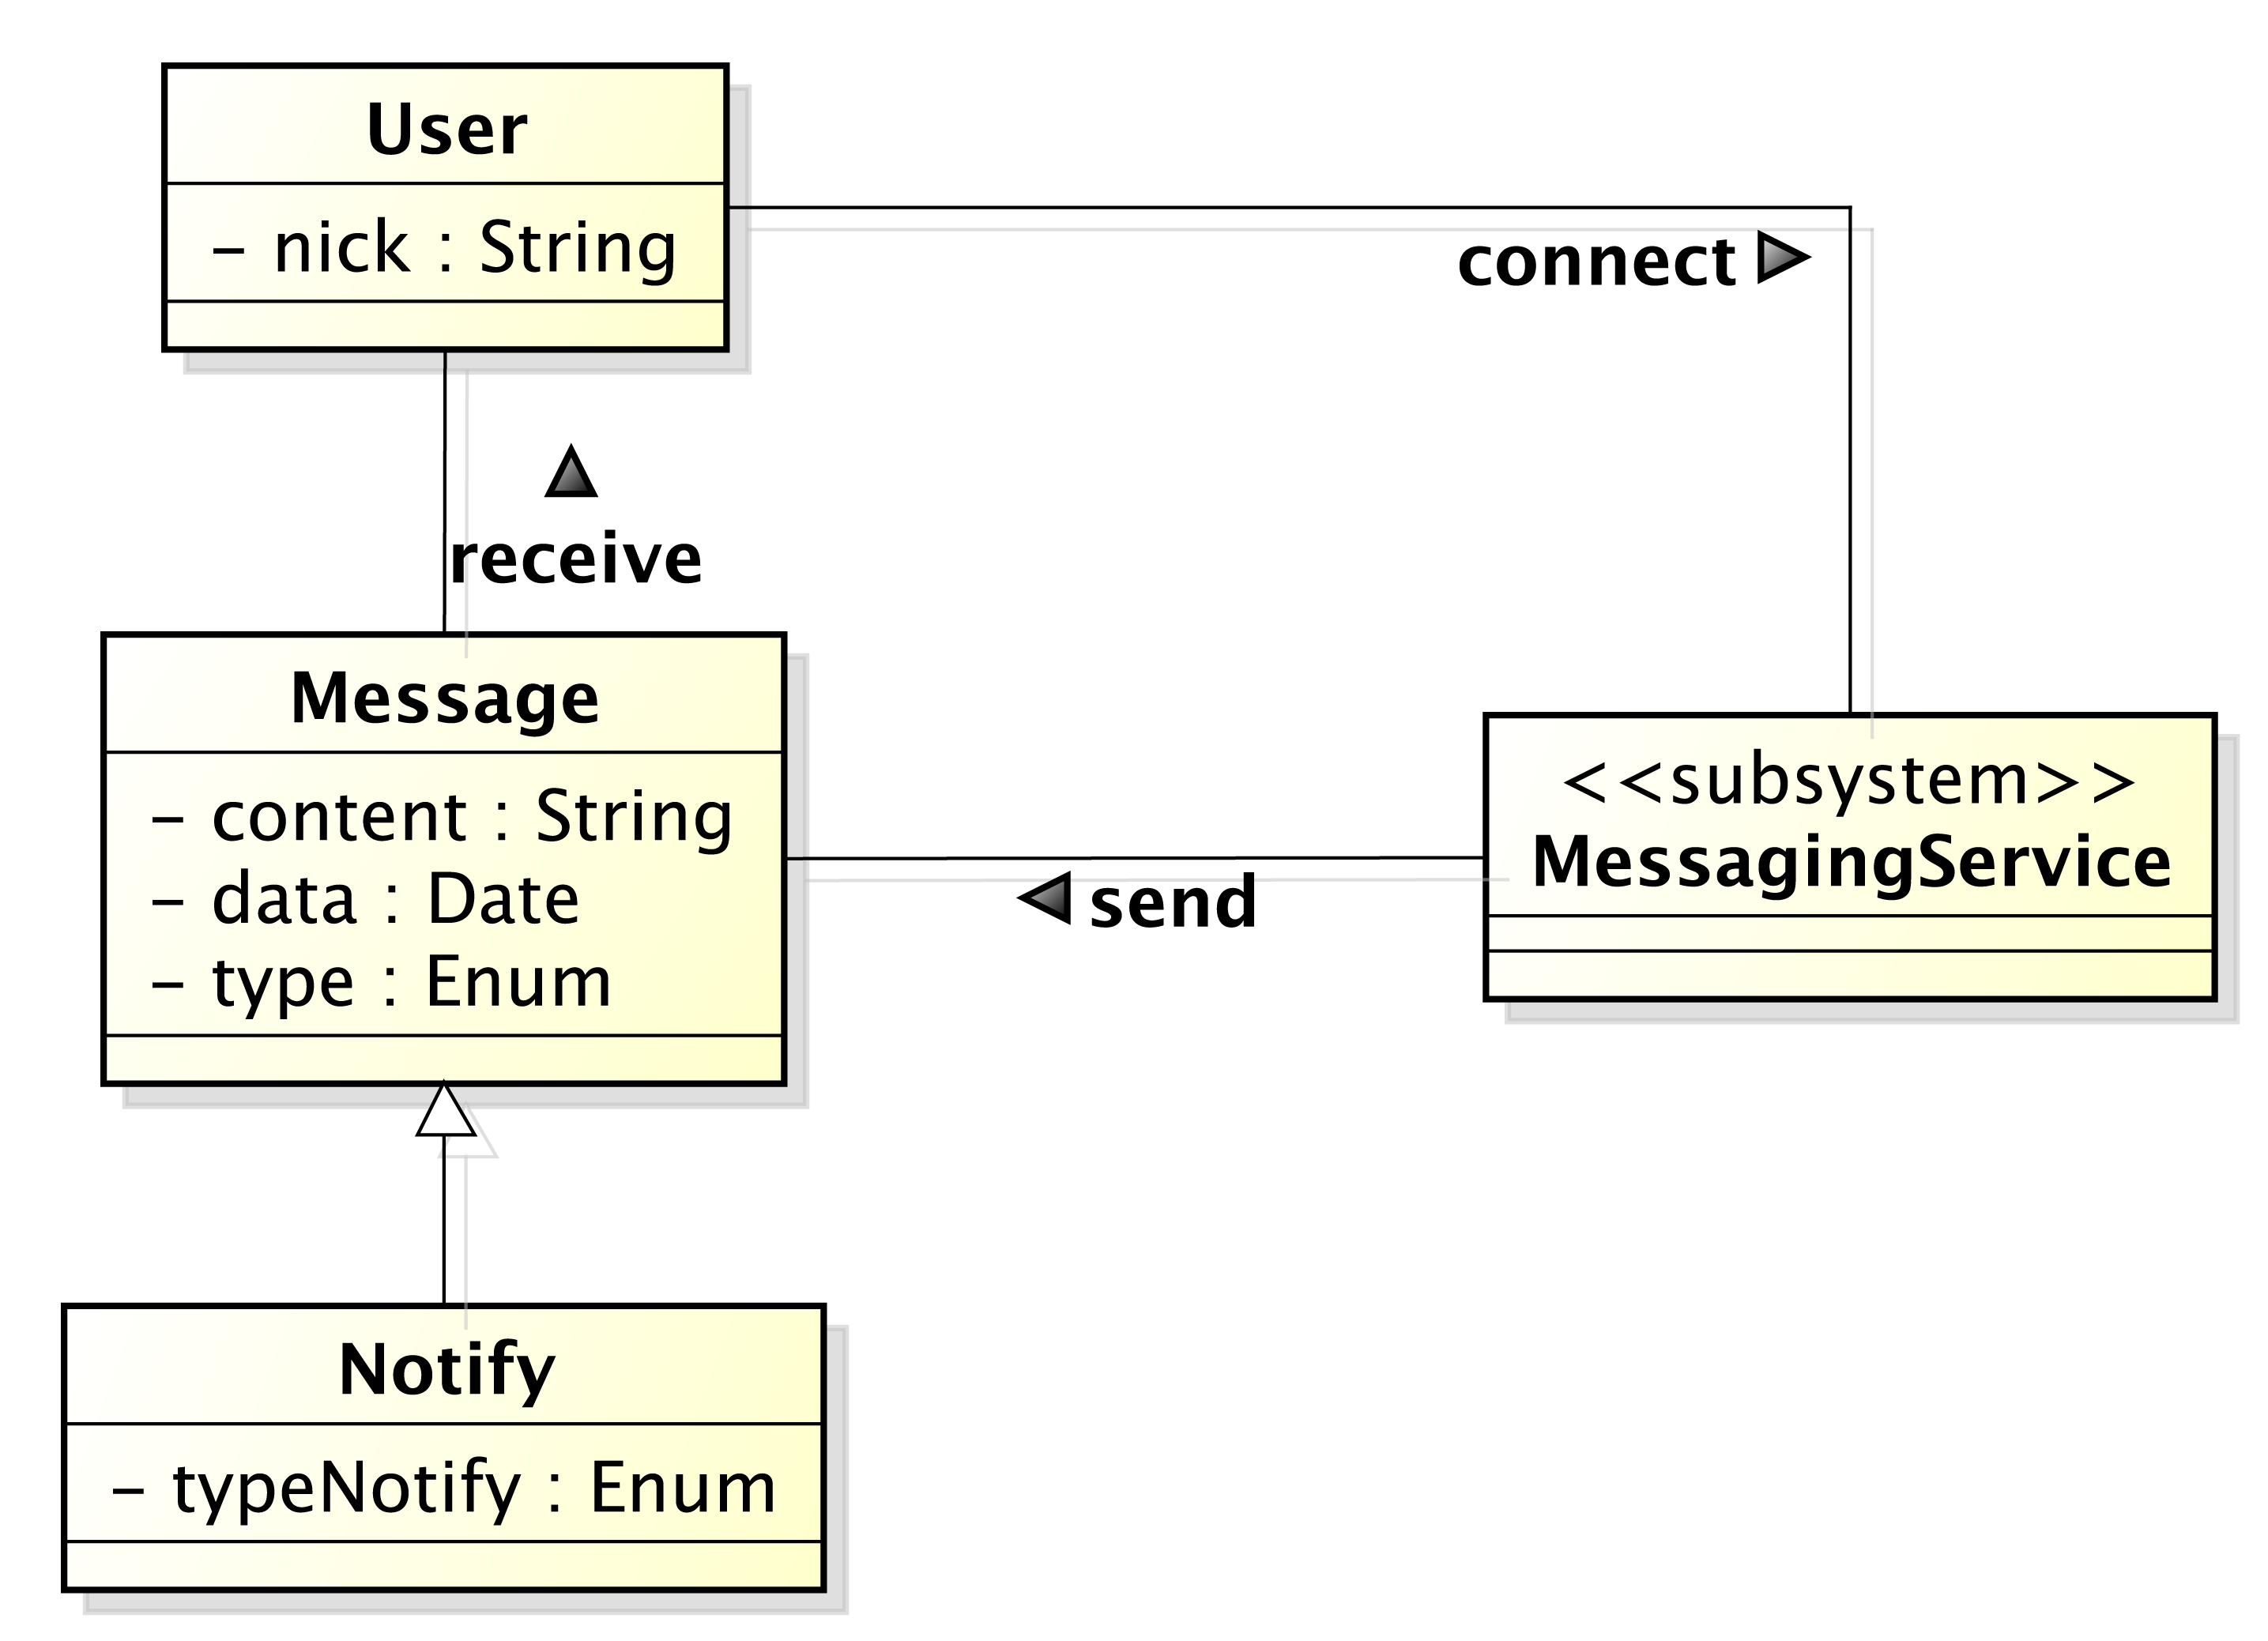 User
- nick : String
connect
receive
Message
- content : String
- data : Date
- type : Enum
<<subsystem>>
MessagingService
send
Notify
- typeNotify : Enum